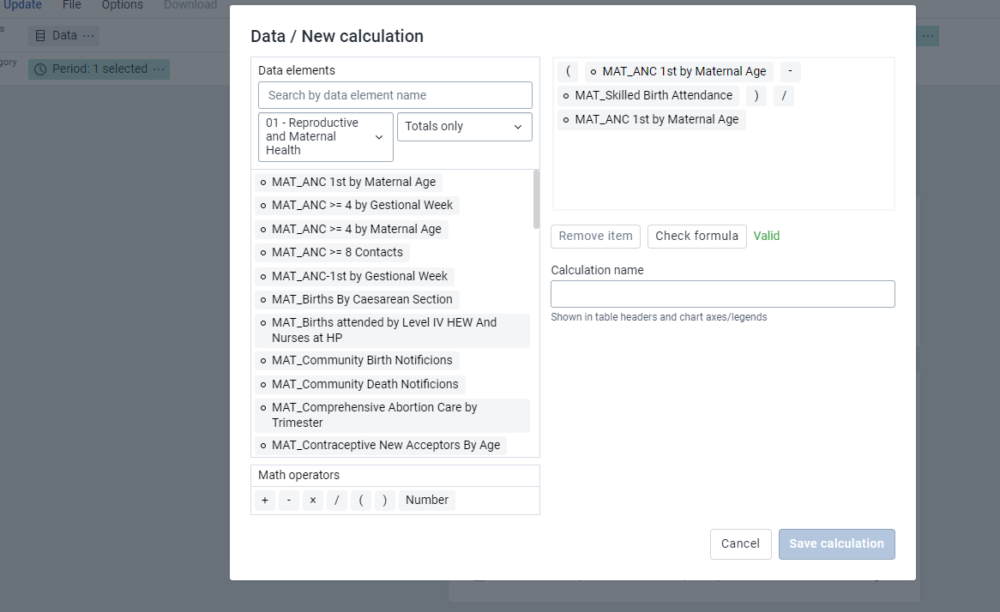 Update File Options Download
s
Data ...
gory
Period: 1 selected ...
...
Data / New calculation
Data elements
Search by data element name
01 - Reproductive
and Maternal
Health
Totals only
MAT_ANC 1st by Maternal Age
MAT_ANC >= 4 by Gestional Week
MAT_ANC >= 4 by Maternal Age
MAT_ANC >= 8 Contacts
MAT_ANC-1st by Gestional Week
MAT_Births By Caesarean Section
MAT_Births attended by Level IV HEW And
Nurses at HP
MAT_Community Birth Notificions
MAT_Community Death Notificions
MAT_Comprehensive Abortion Care by
Trimester
MAT_Contraceptive New Acceptors By Age
Math operators
+ - × / ( ) Number
( MAT_ANC 1st by Maternal Age -
MAT_Skilled Birth Attendance ) /
MAT_ANC 1st by Maternal Age
Remove item Check formula Valid
Calculation name
Shown in table headers and chart axes/legends
Cancel Save calculation